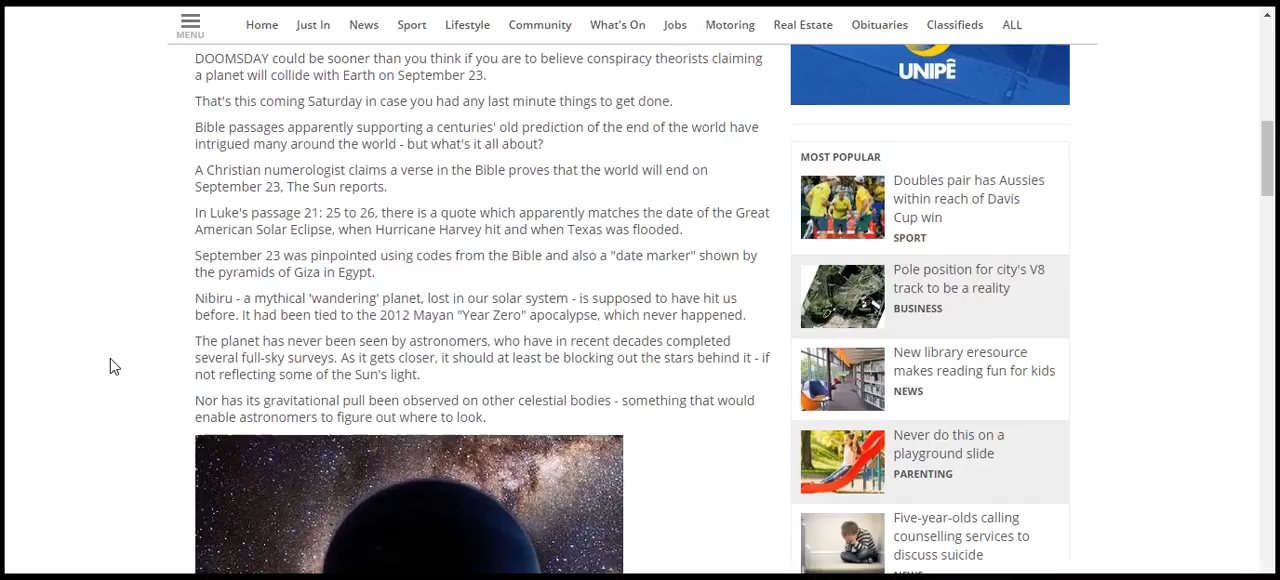 MENU
Home
Just In
News
Sport
Lifestyle
Community
What's On
Jobs
Motoring
Real Estate
Obituaries
Classifieds
ALL
DOOMSDAY could be sooner than you think if you are to believe conspiracy theorists claiming
a planet will collide with Earth on September 23.
That's this coming Saturday in case you had any last minute things to get done.
Bible passages apparently supporting a centuries' old prediction of the end of the world have
intrigued many around the world - but what's it all about?
A Christian numerologist claims a verse in the Bible proves that the world will end on
September 23, The Sun reports.
In Luke's passage 21: 25 to 26, there is a quote which apparently matches the date of the Great
American Solar Eclipse, when Hurricane Harvey hit and when Texas was flooded.
September 23 was pinpointed using codes from the Bible and also a "date marker" shown by
the pyramids of Giza in Egypt.
Nibiru - a mythical 'wandering' planet, lost in our solar system - is supposed to have hit us
before. It had been tied to the 2012 Mayan "Year Zero" apocalypse, which never happened.
The planet has never been seen by astronomers, who have in recent decades completed
several full-sky surveys. As it gets closer, it should at least be blocking out the stars behind it - if
not reflecting some of the Sun's light.
Nor has its gravitational pull been observed on other celestial bodies - something that would
enable astronomers to figure out where to look.
UNIPÊ
MOST POPULAR
Doubles pair has Aussies
within reach of Davis
Cup win
SPORT
Pole position for city's V8
track to be a reality
BUSINESS
New library eresource
makes reading fun for kids
NEWS
Never do this on a
playground slide
PARENTING
Five-year-olds calling
counselling services to
discuss suicide
NEWS